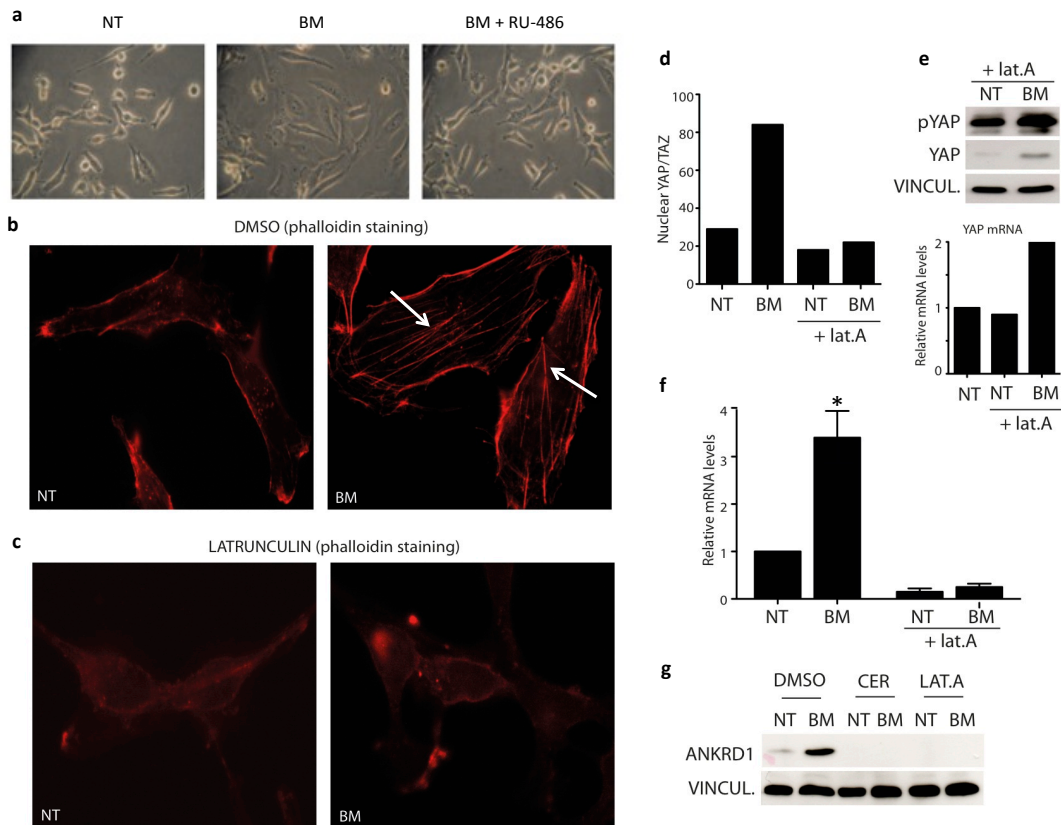 a
NT BM BM + RU-486
b
DMSO (phalloidin staining)
NT
BM
c
LATRUNCULIN (phalloidin staining)
NT
BM
d
Nuclear YAP/TAZ
100
80
60
40
20
0
NT BM NT BM
+ lat.A
e
+ lat.A
NT BM
pYAP
YAP
VINCUL.
YAP mRNA
Relative mRNA levels
2
1
0
NT NT BM
+ lat.A
f
Relative mRNA levels
4
3
2
1
0
*
NT BM NT BM
+ lat.A
g
DMSO CER LAT.A
NT BM NT BM NT BM
ANKRD1
VINCUL.